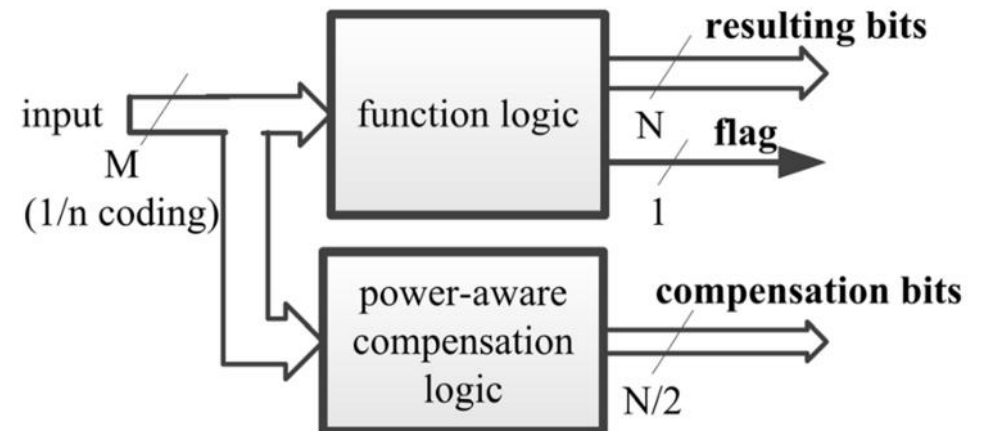 resulting bits
input
function logic
N
flag
M
(1/n coding)
1
power-aware
compensation
logic
compensation bits
N/2